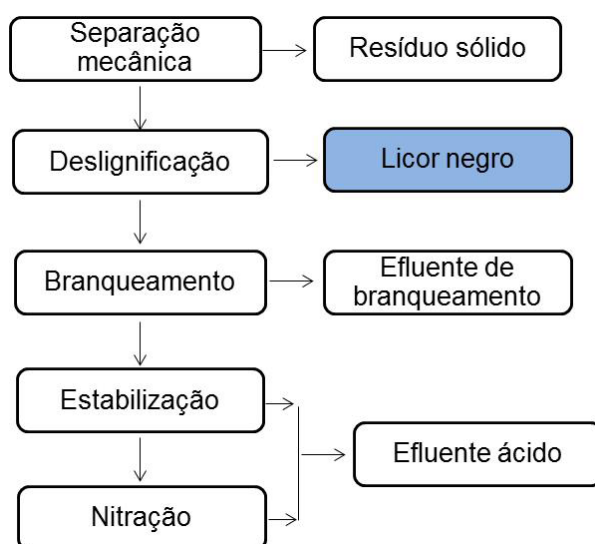 Separação
mecânica
Resíduo sólido
Deslignificação
Licor negro
Branqueamento
Efluente de
branqueamento
Estabilização
Efluente ácido
Nitração